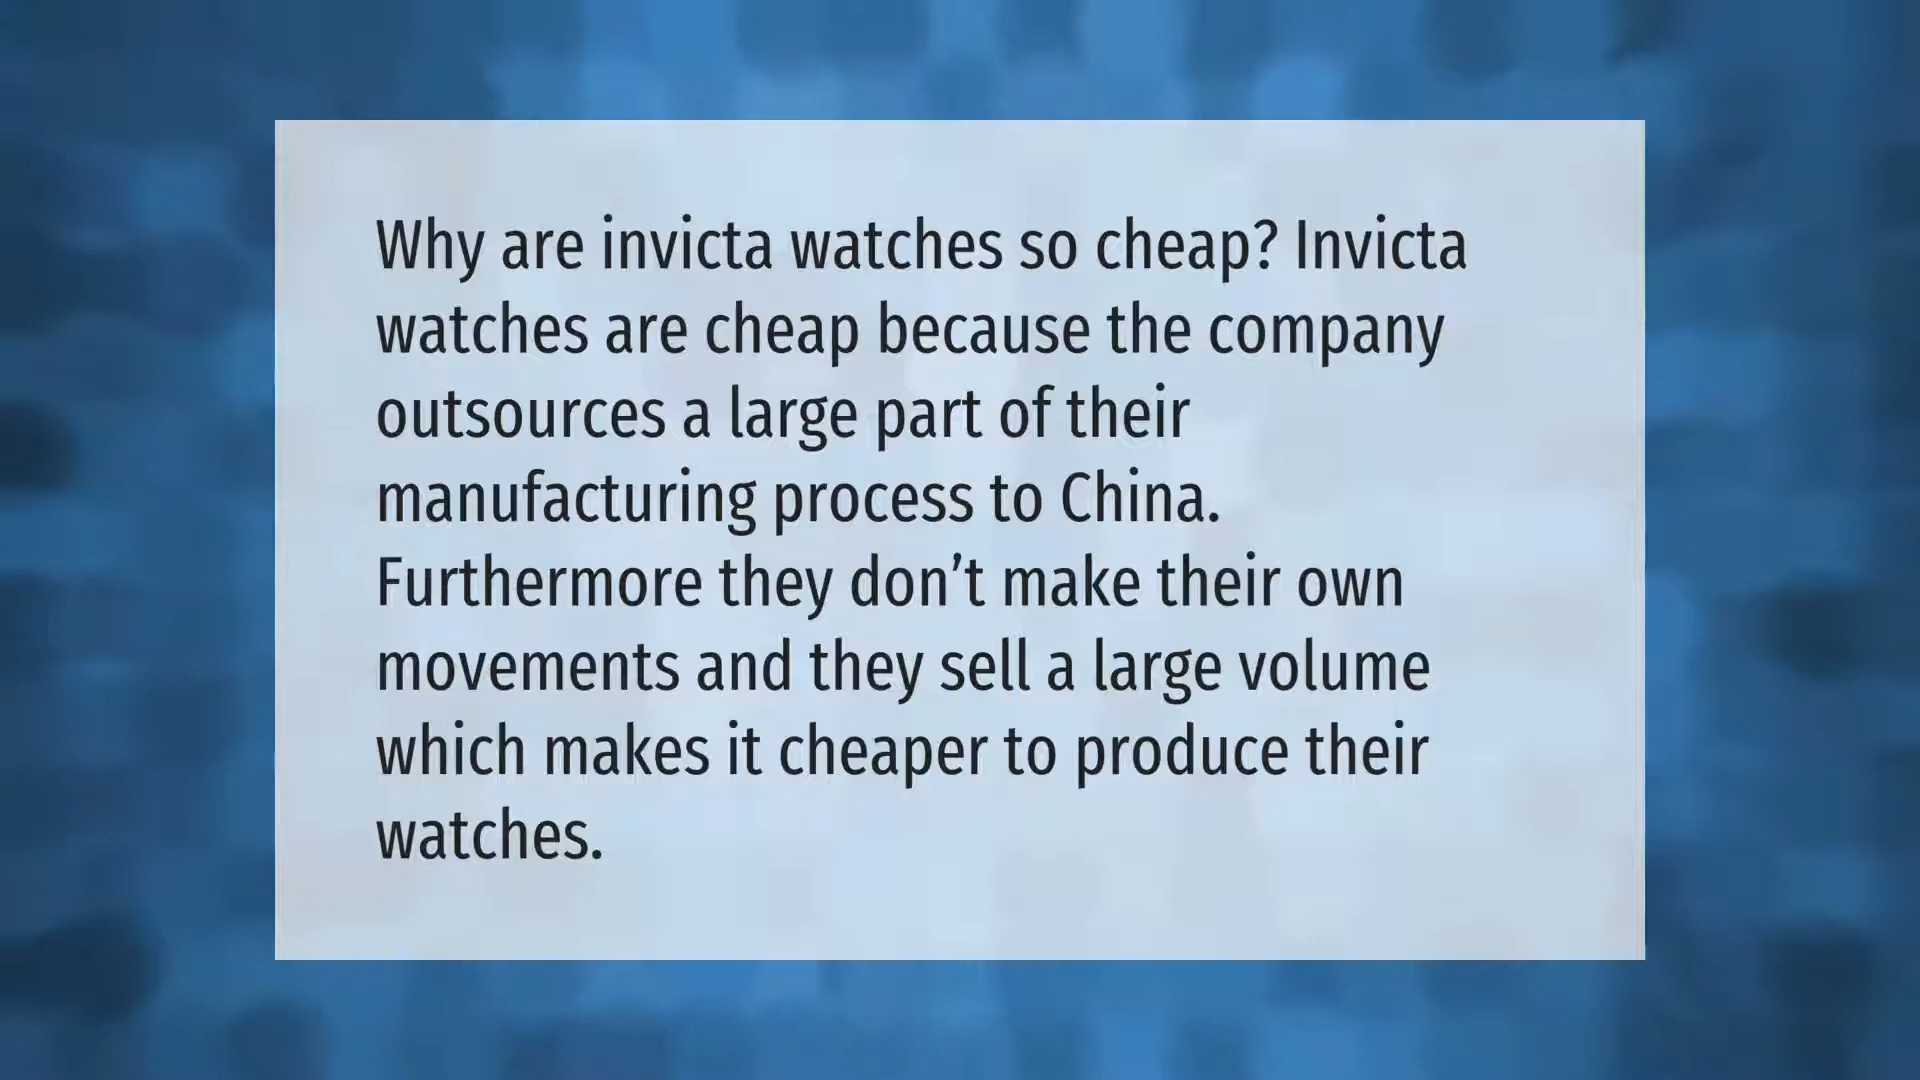 Why are invicta watches so cheap? Invicta
watches are cheap because the company
outsources a large part of their
manufacturing process to China.
Furthermore they don’t make their own
movements and they sell a large volume
which makes it cheaper to produce their
watches.